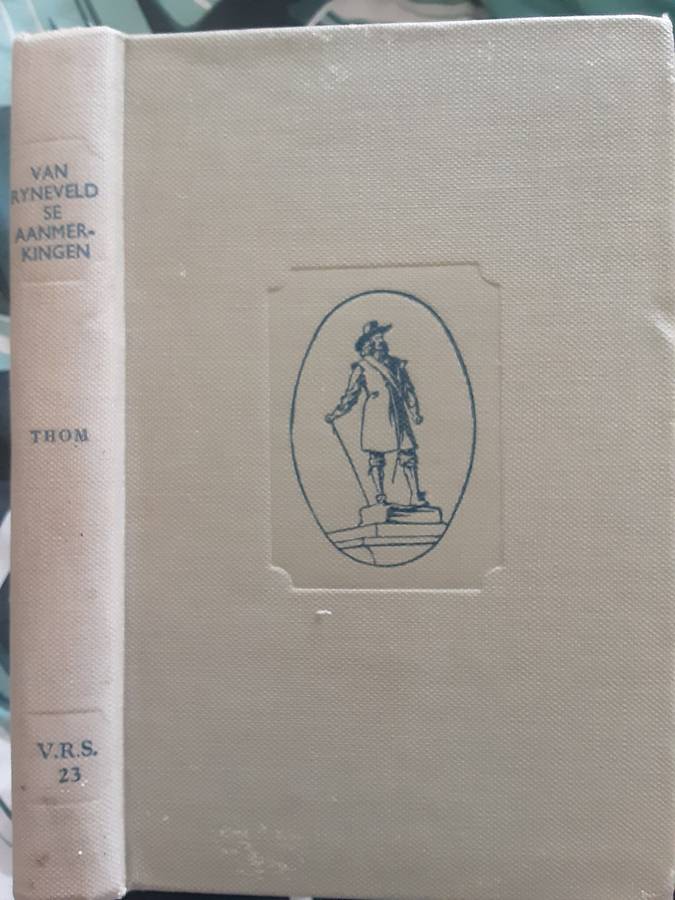 VAN
RYNEVELD
SE
AANMER-
KINGEN
THOM
V.R.S.
23